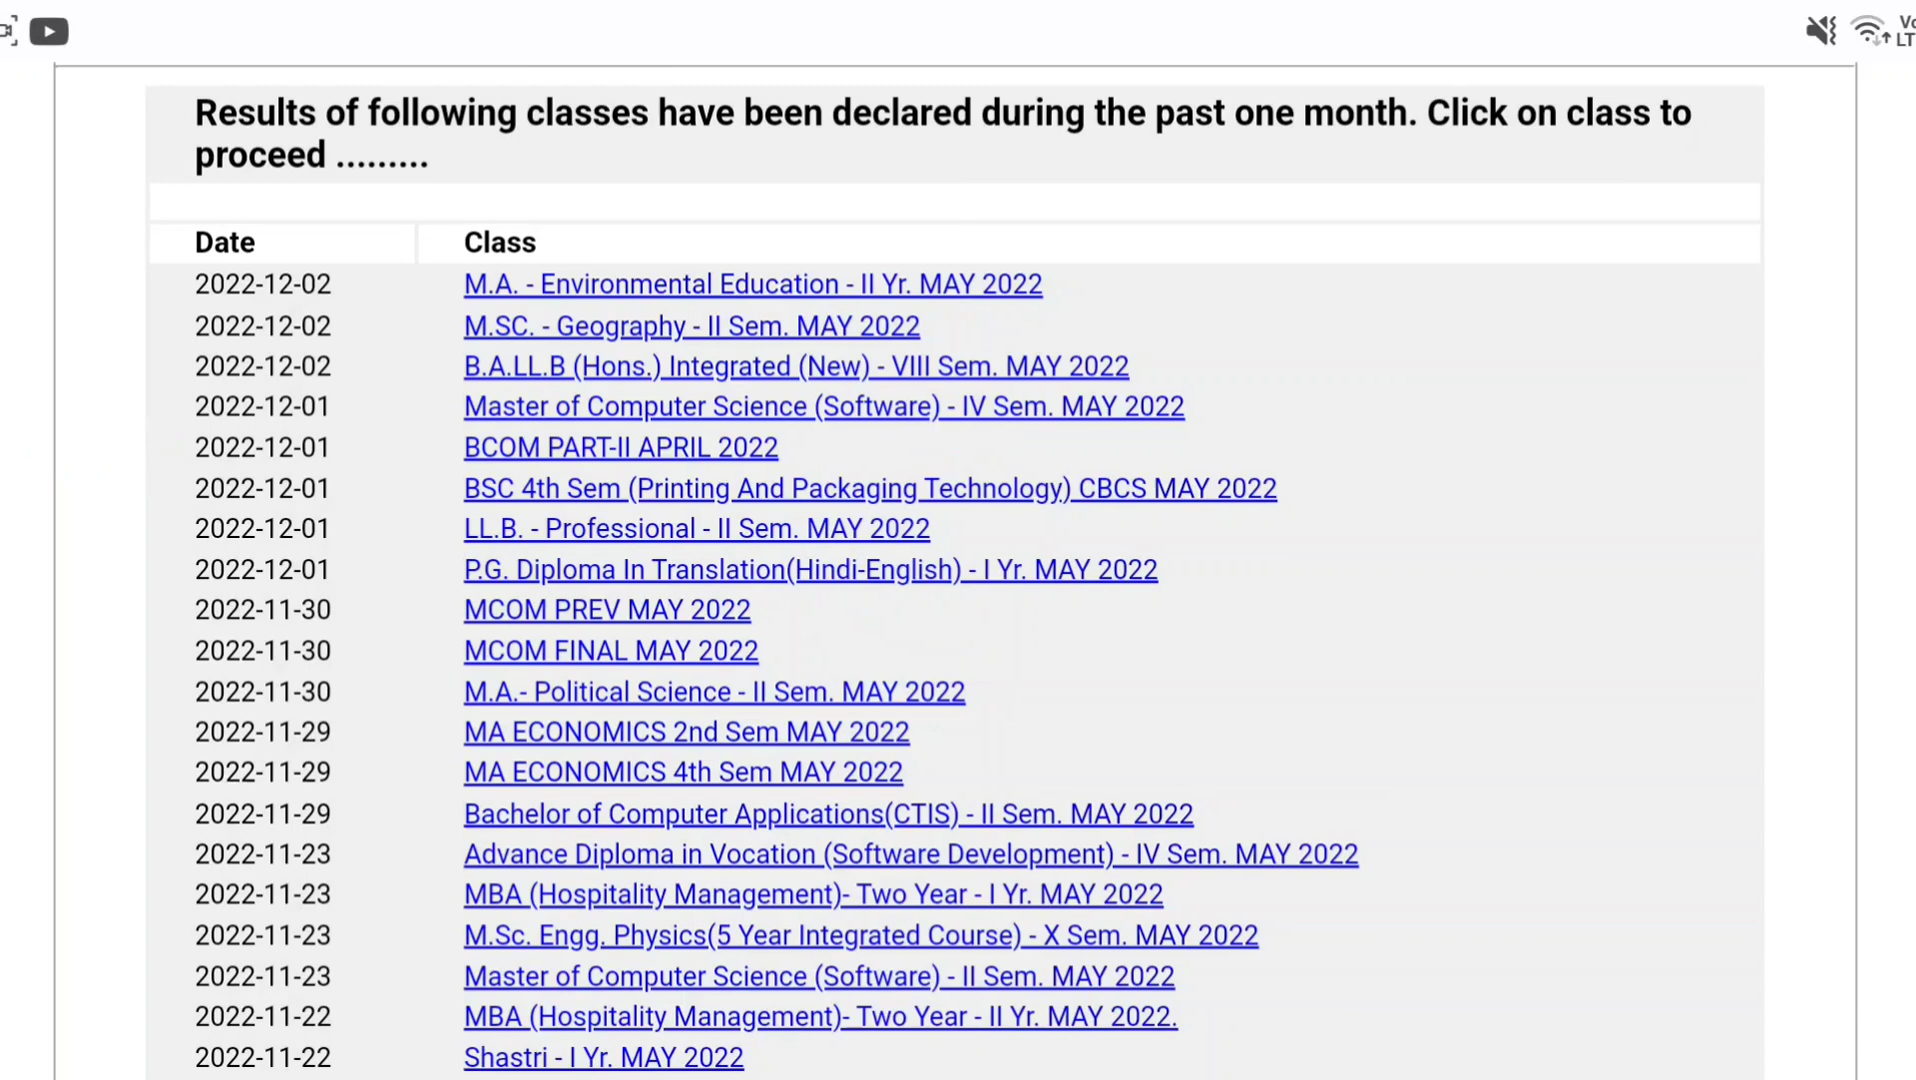 Vo
LT
Results of following classes have been declared during the past one month. Click on class to
proceed .........
Date Class
2022-12-02 M.A. - Environmental Education - II Yr. MAY 2022
2022-12-02 M.SC. - Geography - II Sem. MAY 2022
2022-12-02 B.A.LL.B (Hons.) Integrated (New) - VIII Sem. MAY 2022
2022-12-01 Master of Computer Science (Software) - IV Sem. MAY 2022
2022-12-01 BCOM PART-II APRIL 2022
2022-12-01 BSC 4th Sem (Printing And Packaging Technology) CBCS MAY 2022
2022-12-01 LL.B. - Professional - II Sem. MAY 2022
2022-12-01 P.G. Diploma In Translation(Hindi-English) - I Yr. MAY 2022
2022-11-30 MCOM PREV MAY 2022
2022-11-30 MCOM FINAL MAY 2022
2022-11-30 M.A.- Political Science - II Sem. MAY 2022
2022-11-29 MA ECONOMICS 2nd Sem MAY 2022
2022-11-29 MA ECONOMICS 4th Sem MAY 2022
2022-11-29 Bachelor of Computer Applications(CTIS) - II Sem. MAY 2022
2022-11-23 Advance Diploma in Vocation (Software Development) - IV Sem. MAY 2022
2022-11-23 MBA (Hospitality Management)- Two Year - I Yr. MAY 2022
2022-11-23 M.Sc. Engg. Physics(5 Year Integrated Course) - X Sem. MAY 2022
2022-11-23 Master of Computer Science (Software) - II Sem. MAY 2022
2022-11-22 MBA (Hospitality Management)- Two Year - II Yr. MAY 2022.
2022-11-22 Shastri - I Yr. MAY 2022